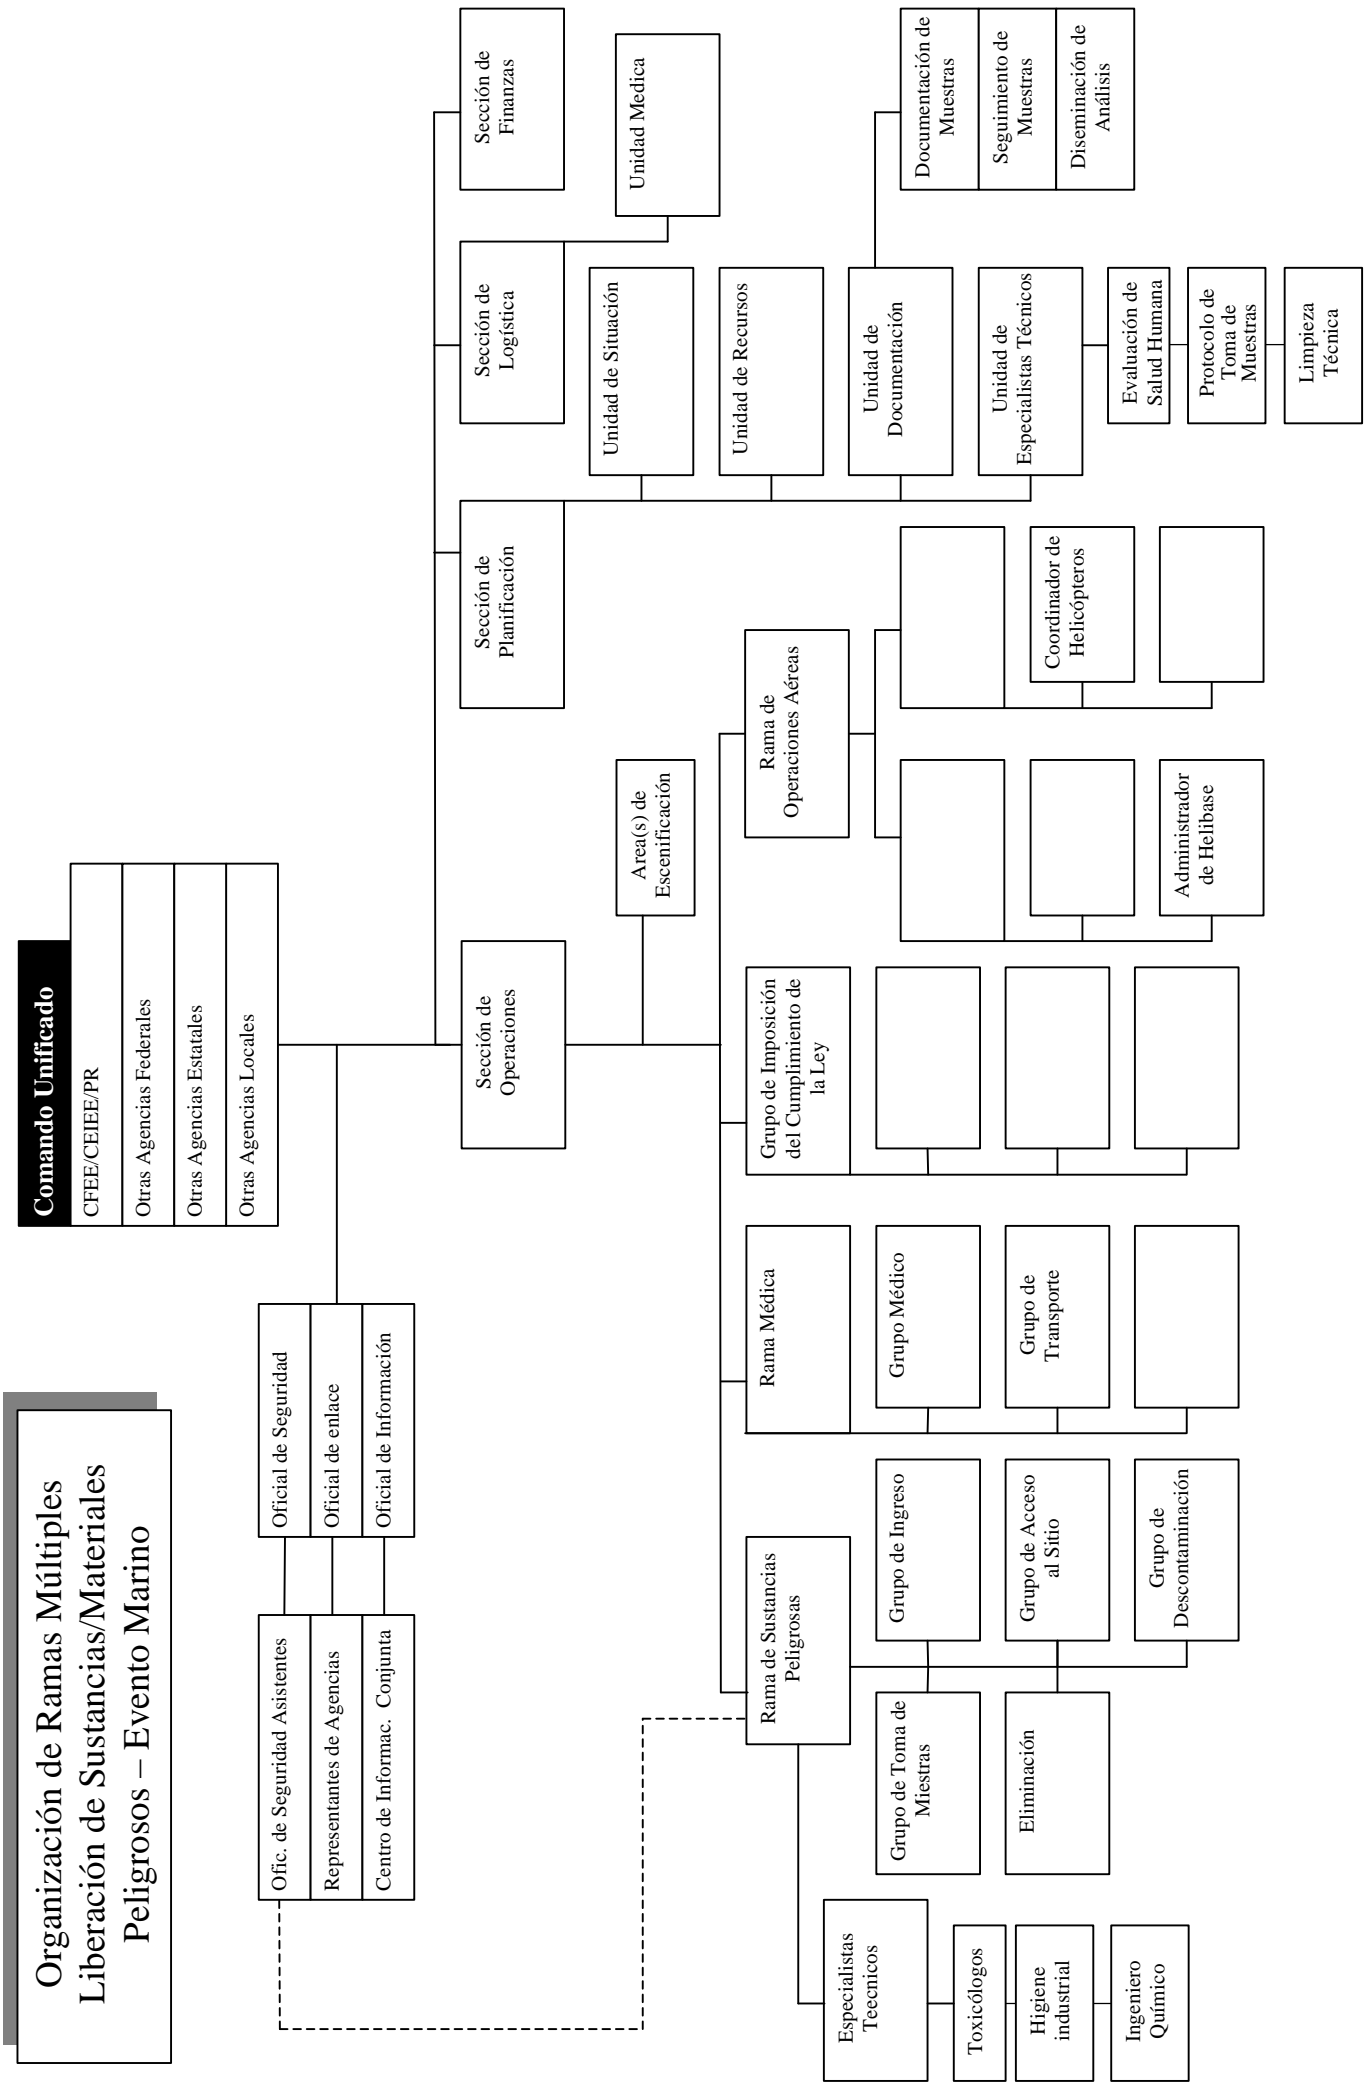 Organización de Ramas Múltiples
Liberación de Sustancias/Materiales
Peligrosos – Evento Marino
Comando Unificado
CFEE/CEIEE/PR
Otras Agencias Federales
Otras Agencias Estatales
Otras Agencias Locales
Ofic. de Seguridad Asistentes
Representantes de Agencias
Centro de Informac. Conjunta
Oficial de Seguridad
Oficial de enlace
Oficial de Información
Sección de
Operaciones
Sección de
Planificación
Sección de
Logística
Sección de
Finanzas
Area(s) de
Escenificación
Unidad Medica
Unidad de Situación
Unidad de Recursos
Unidad de
Documentación
Unidad de
Especialistas Técnicos
Documentación de
Muestras
Seguimiento de
Muestras
Diseminación de
Análisis
Evaluación de
Salud Humana
Protocolo de
Toma de
Muestras
Limpieza
Técnica
Rama de Sustancias
Peligrosas
Rama Médica
Grupo de Imposición
del Cumplimiento de
la Ley
Rama de
Operaciones Aéreas
Especialistas
Teecnicos
Toxicólogos
Higiene
industrial
Ingeniero
Químico
Grupo de Toma de
Miestras
Eliminación
Grupo de Ingreso
Grupo de Acceso
al Sitio
Grupo de
Descontaminación
Grupo Médico
Grupo de
Transporte
Administrador
de Helibase
Coordinador de
Helicópteros